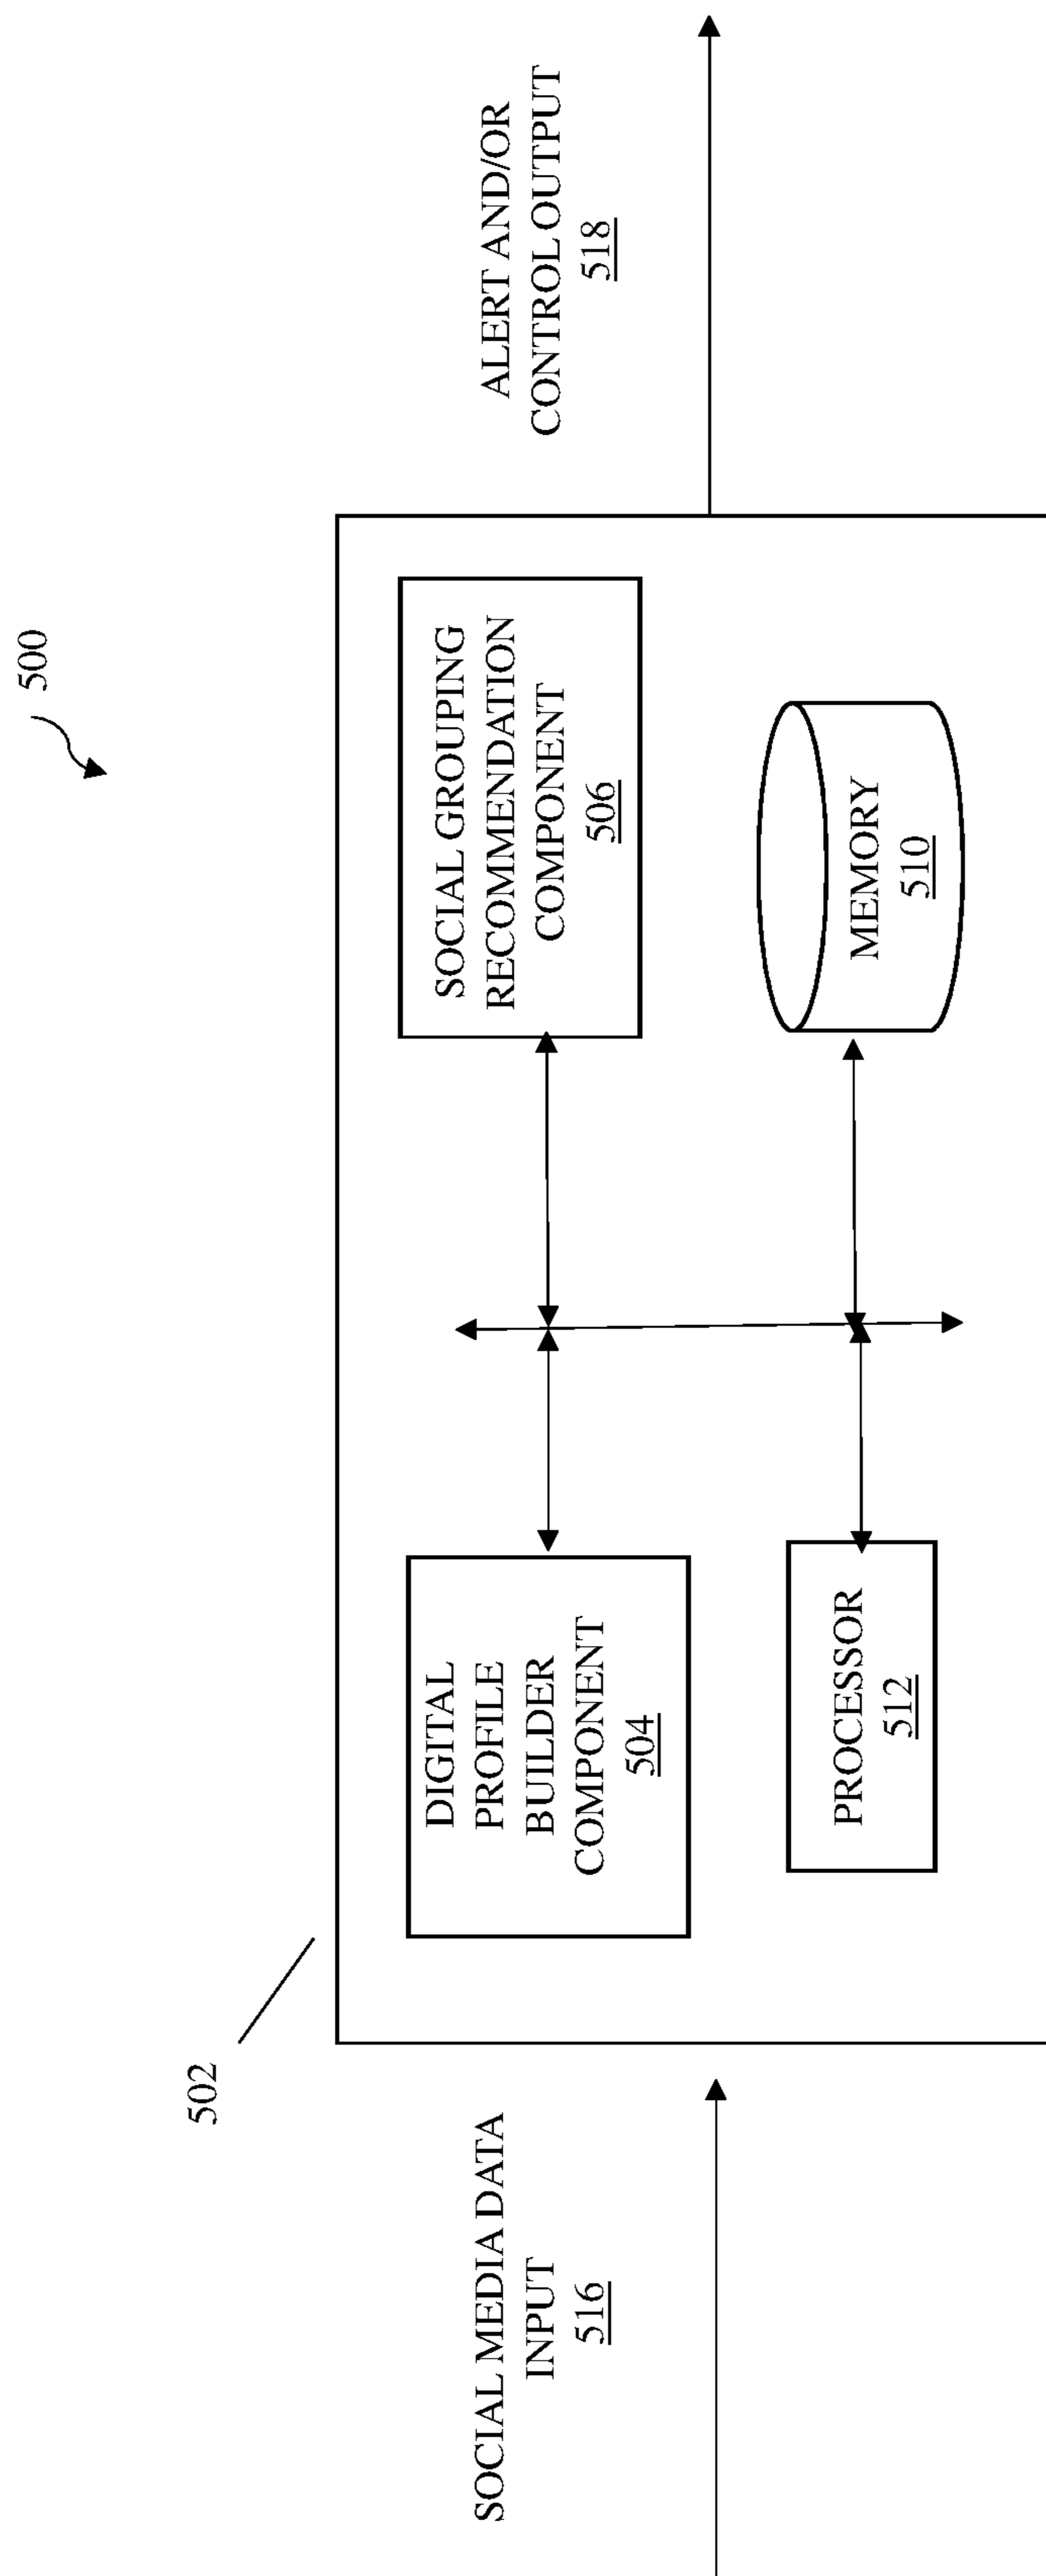 500
502
SOCIAL MEDIA DATA
INPUT
516
DIGITAL
PROFILE
BUILDER
COMPONENT
504
SOCIAL GROUPING
RECOMMENDATION
COMPONENT
506
PROCESSOR
512
MEMORY
510
ALERT AND/OR
CONTROL OUTPUT
518